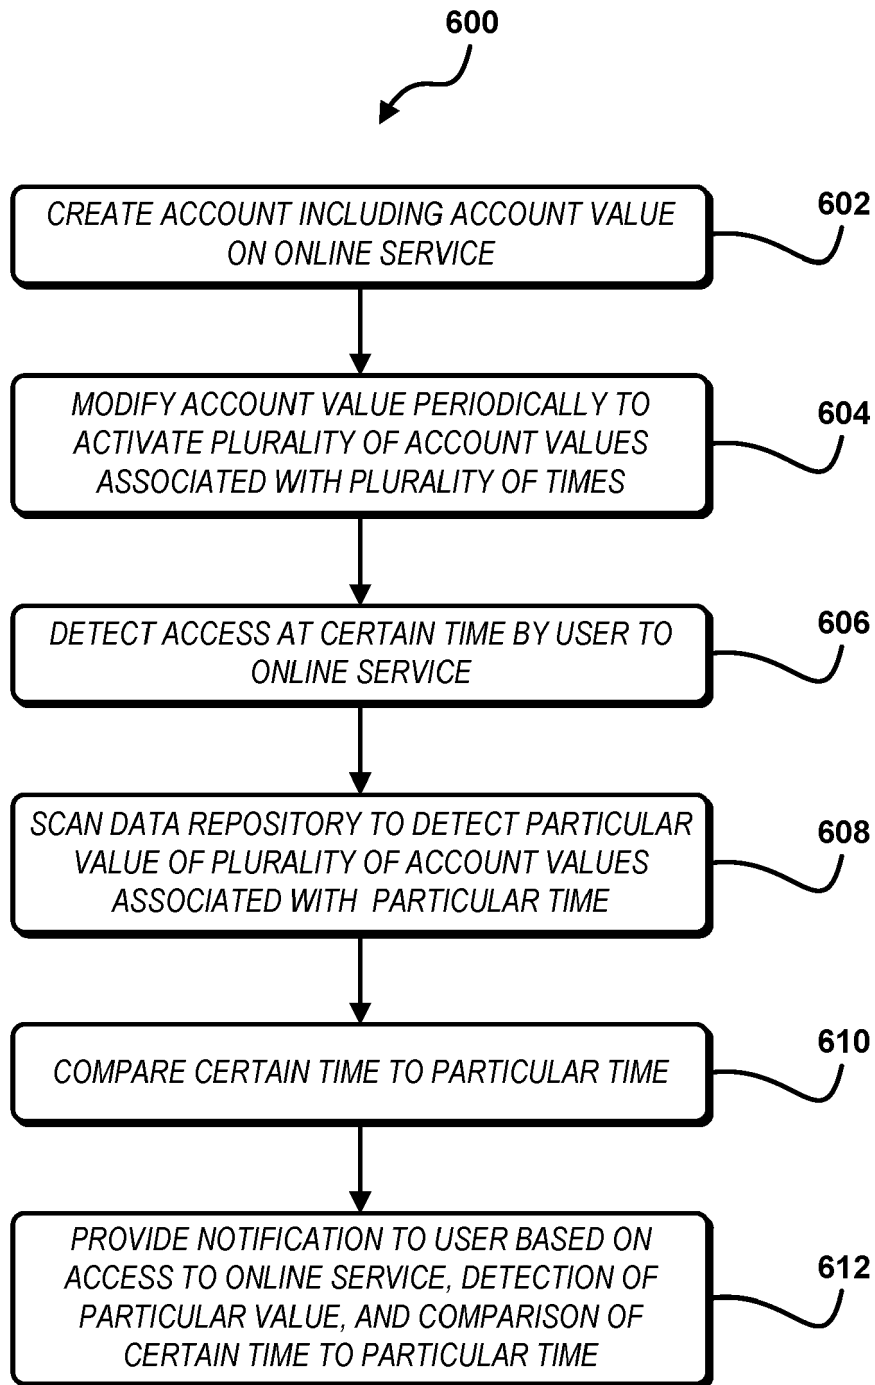 600
CREATE ACCOUNT INCLUDING ACCOUNT VALUE
ON ONLINE SERVICE
602
MODIFY ACCOUNT VALUE PERIODICALLY TO
ACTIVATE PLURALITY OF ACCOUNT VALUES
ASSOCIATED WITH PLURALITY OF TIMES
604
DETECT ACCESS AT CERTAIN TIME BY USER TO
ONLINE SERVICE
606
SCAN DATA REPOSITORY TO DETECT PARTICULAR
VALUE OF PLURALITY OF ACCOUNT VALUES
ASSOCIATED WITH PARTICULAR TIME
608
COMPARE CERTAIN TIME TO PARTICULAR TIME
610
PROVIDE NOTIFICATION TO USER BASED ON
ACCESS TO ONLINE SERVICE, DETECTION OF
PARTICULAR VALUE, AND COMPARISON OF
CERTAIN TIME TO PARTICULAR TIME
612